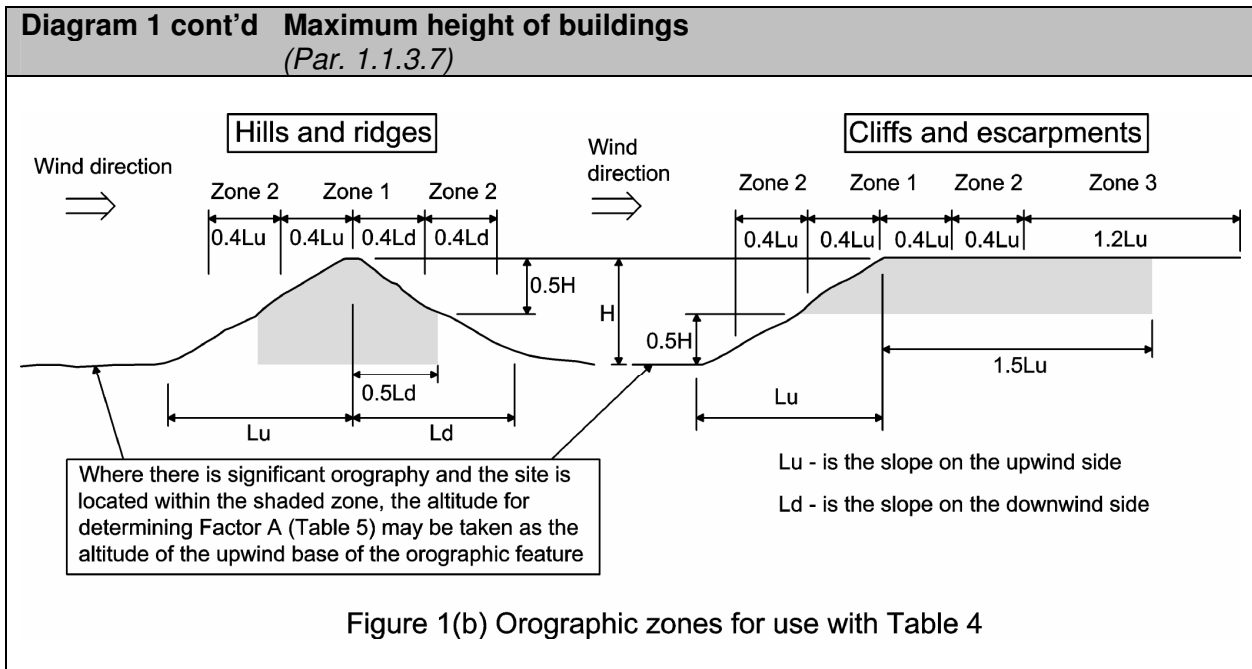 Diagram 1 cont’d Maximum height of buildings
(Par. 1.1.3.7)
Hills and ridges
Wind direction
Zone 2 Zone 1 Zone 2
0.4Lu 0.4Lu 0.4Ld 0.4Ld
0.5H
H
0.5Ld
Lu Ld
Cliffs and escarpments
Wind
direction
Zone 2 Zone 1 Zone 2 Zone 3
0.4Lu 0.4Lu 0.4Lu 0.4Lu 1.2Lu
0.5H
1.5Lu
Lu
Where there is significant orography and the site is
located within the shaded zone, the altitude for
determining Factor A (Table 5) may be taken as the
altitude of the upwind base of the orographic feature
Lu - is the slope on the upwind side
Ld - is the slope on the downwind side
Figure 1(b) Orographic zones for use with Table 4